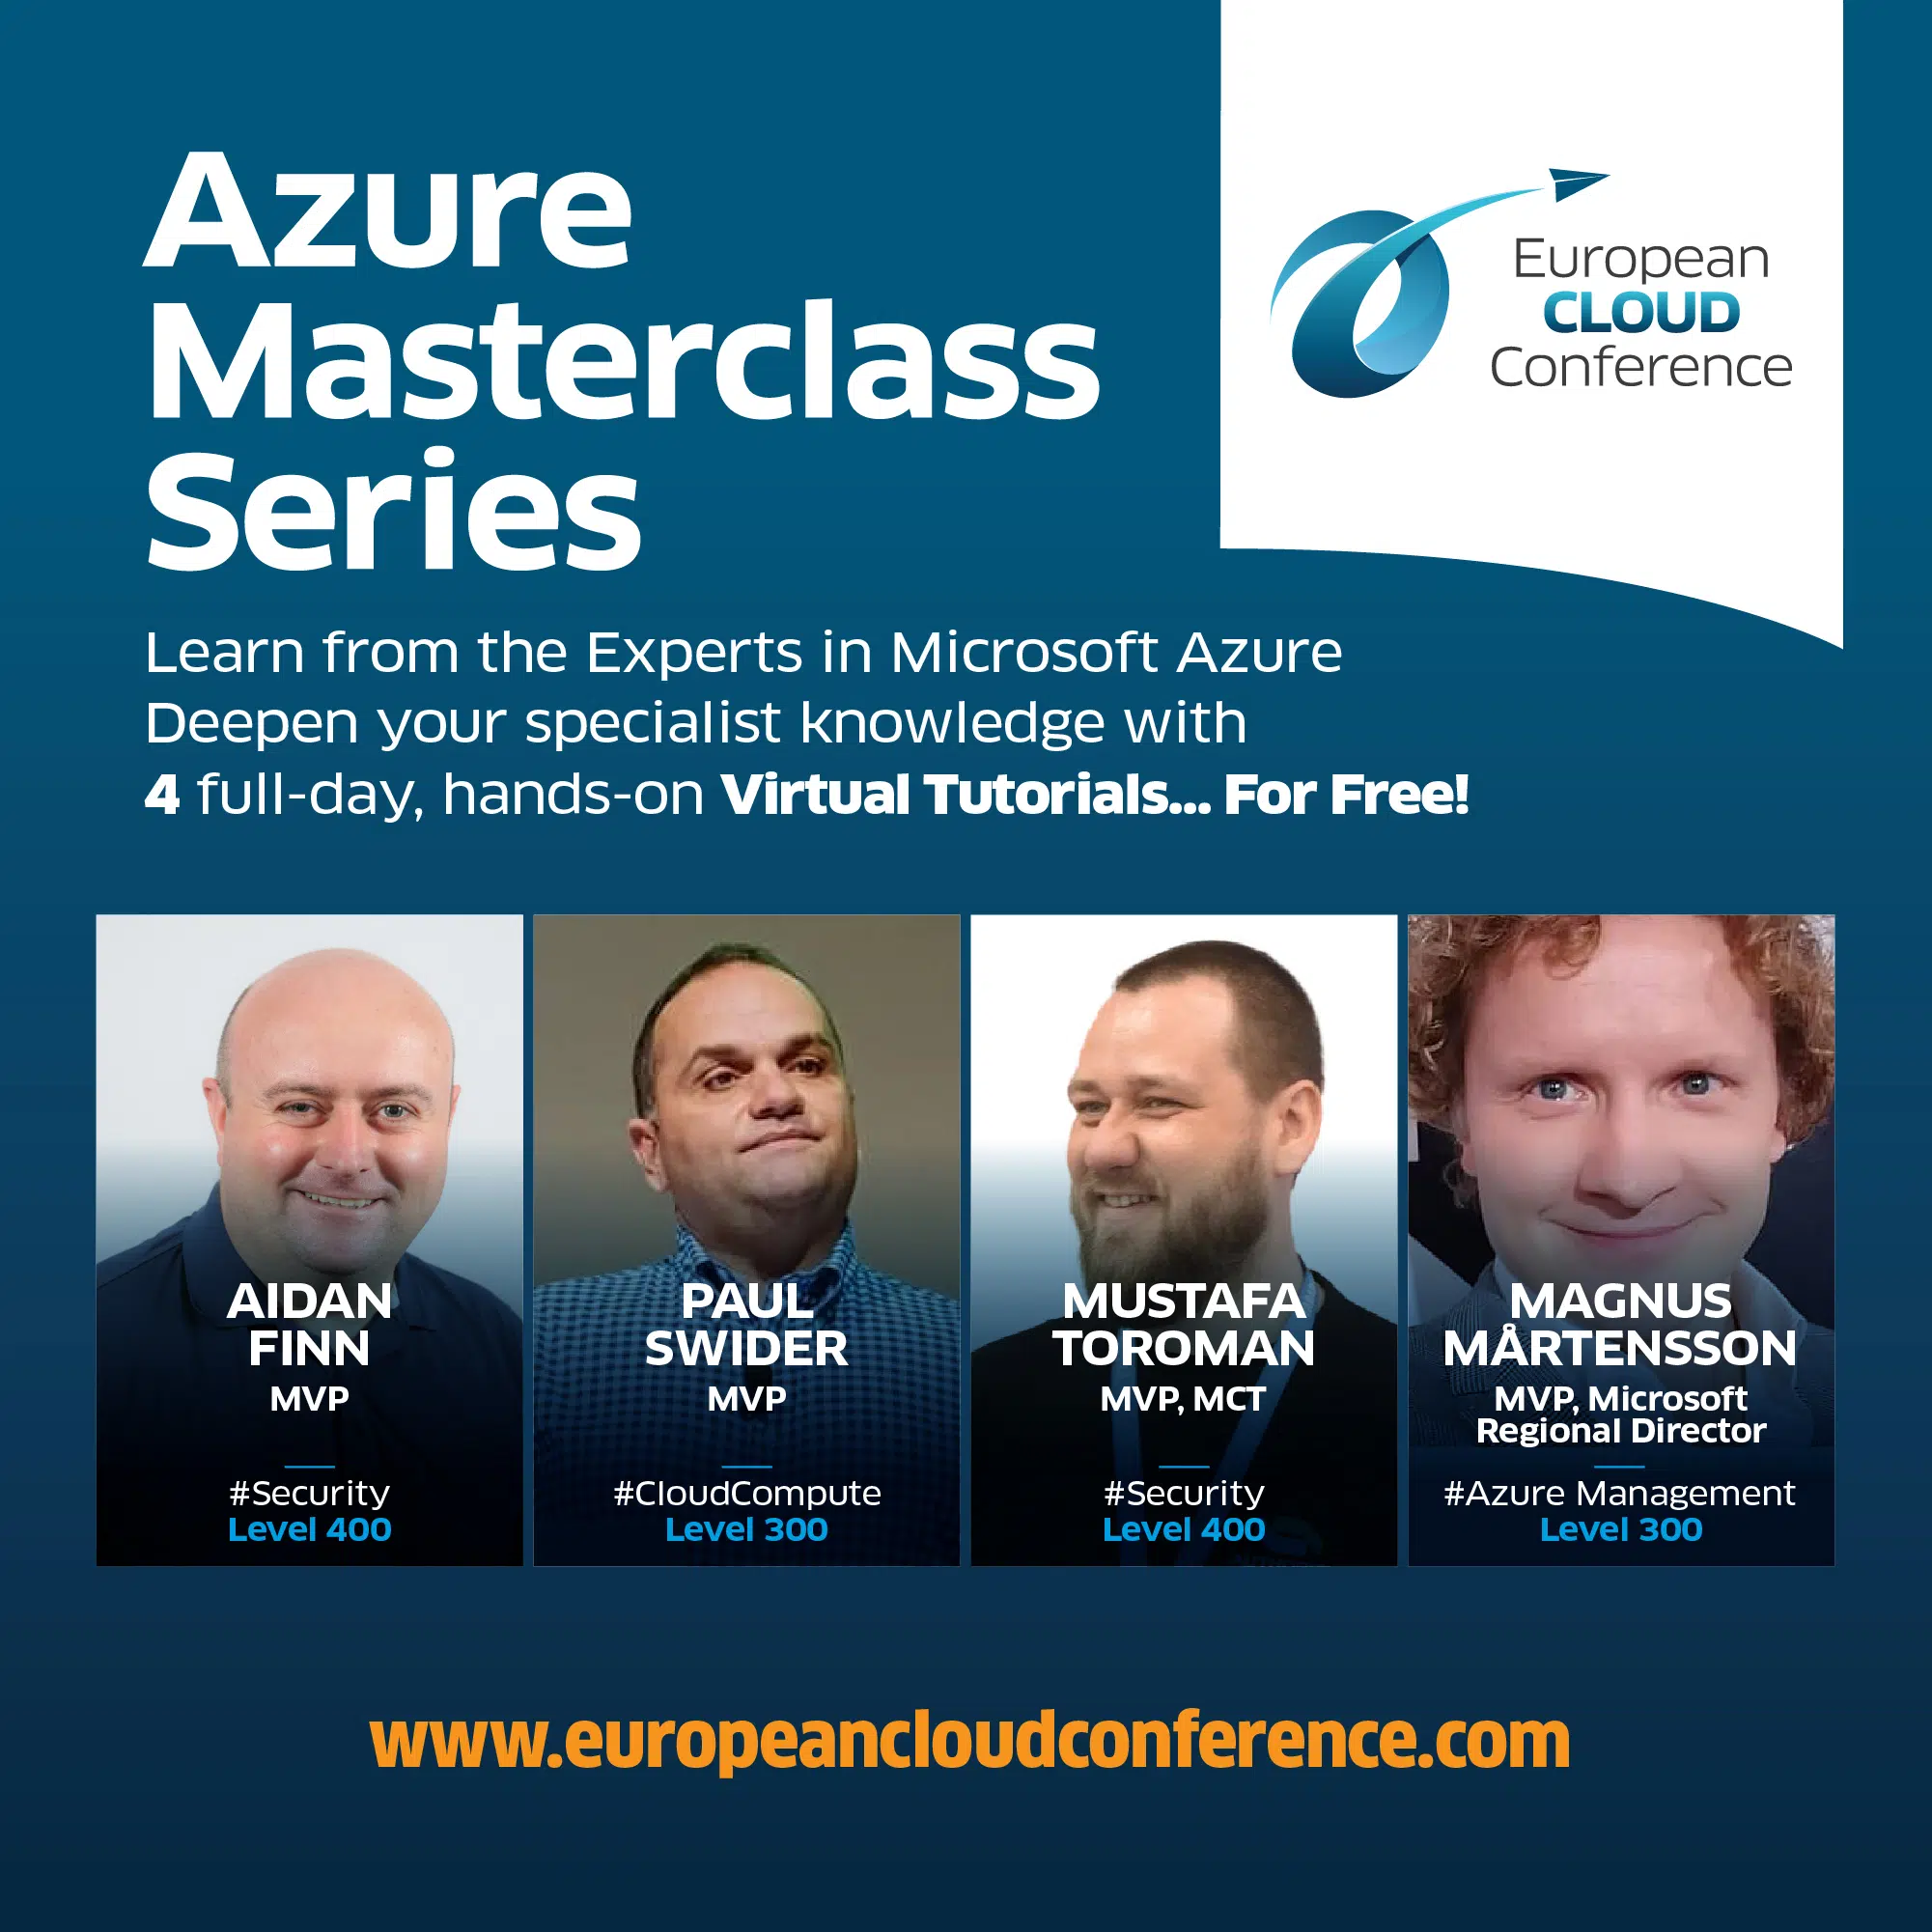 Azure
Masterclass
Series
European
CLOUD
Conference
Learn from the Experts in Microsoft Azure
Deepen your specialist knowledge with
4 full-day, hands-on Virtual Tutorials... For Free!
AIDAN
FINN
MVP
#Security
Level 400
PAUL
SWIDER
MVP
#CloudCompute
Level 300
MUSTAFA
TOROMAN
MVP, MCT
#Security
Level 400
MAGNUS
MÅRTENSSON
MVP, Microsoft
Regional Director
#Azure Management
Level 300
www.europeancloudconference.com